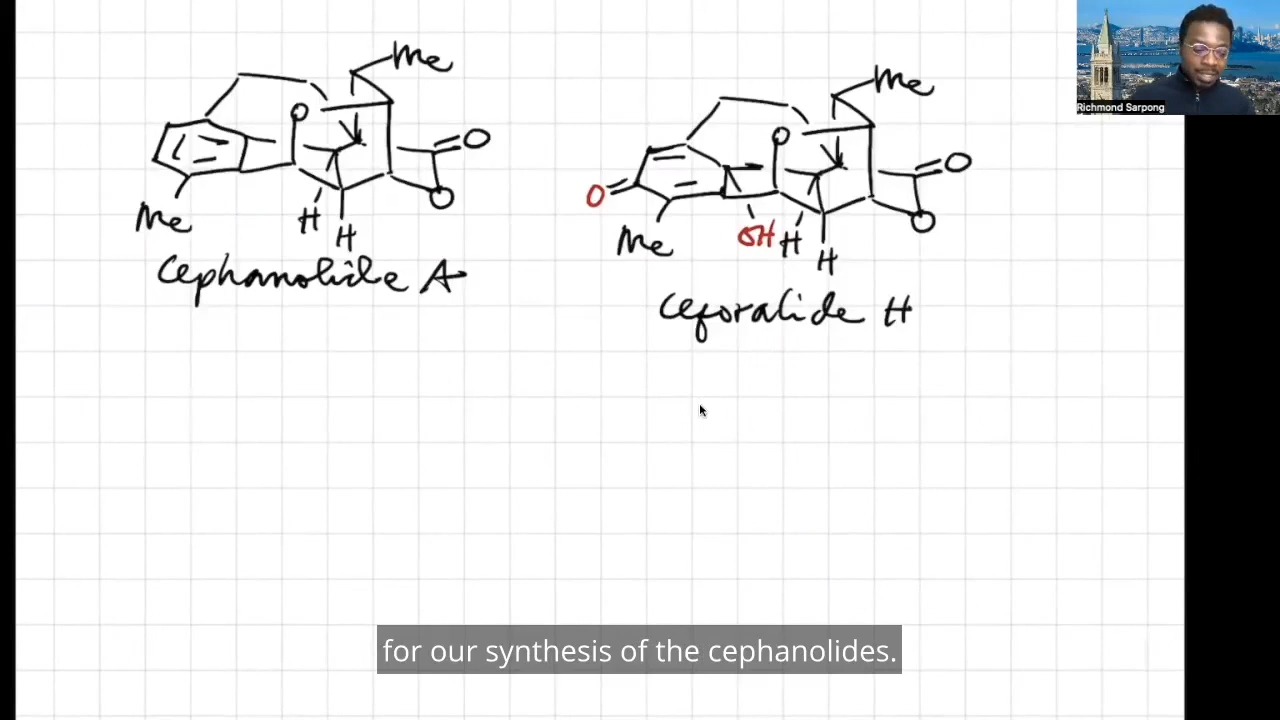 Me
O
O
O
Me
H
H
Cephanolide A
Me
O
O
O
O
Me
OH
H
H
Ceforalide H
Richmond Sarpong
for our synthesis of the cephanolides.